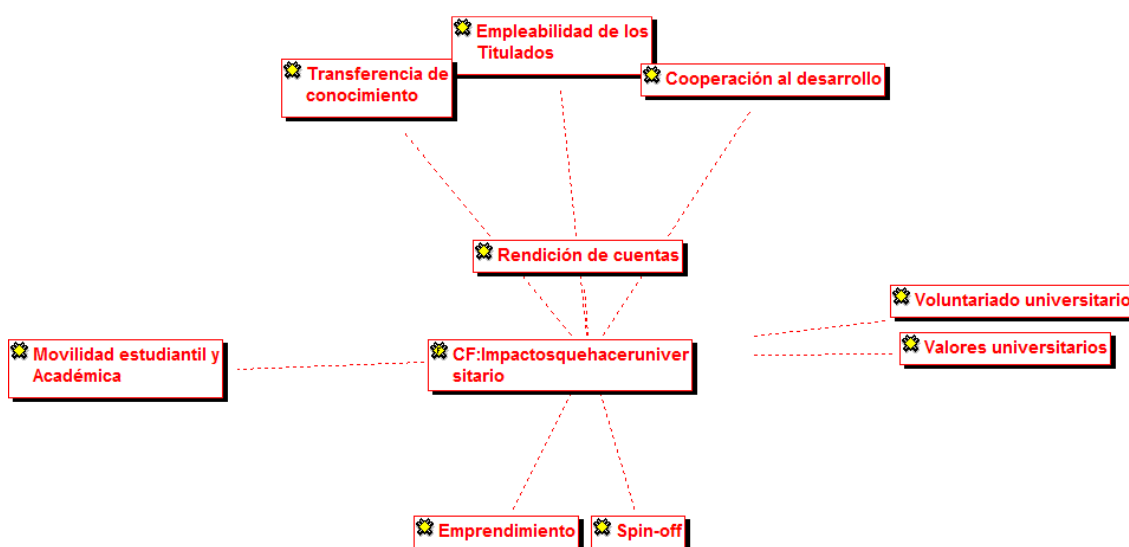 Empleabilidad de los
Titulados
Transferencia de
conocimiento
Cooperación al desarrollo
Rendición de cuentas
Voluntariado universitario
Valores universitarios
Movilidad estudiantil y
Académica
CF:Impactosquehaceruniver
sitario
Emprendimiento
Spin-off